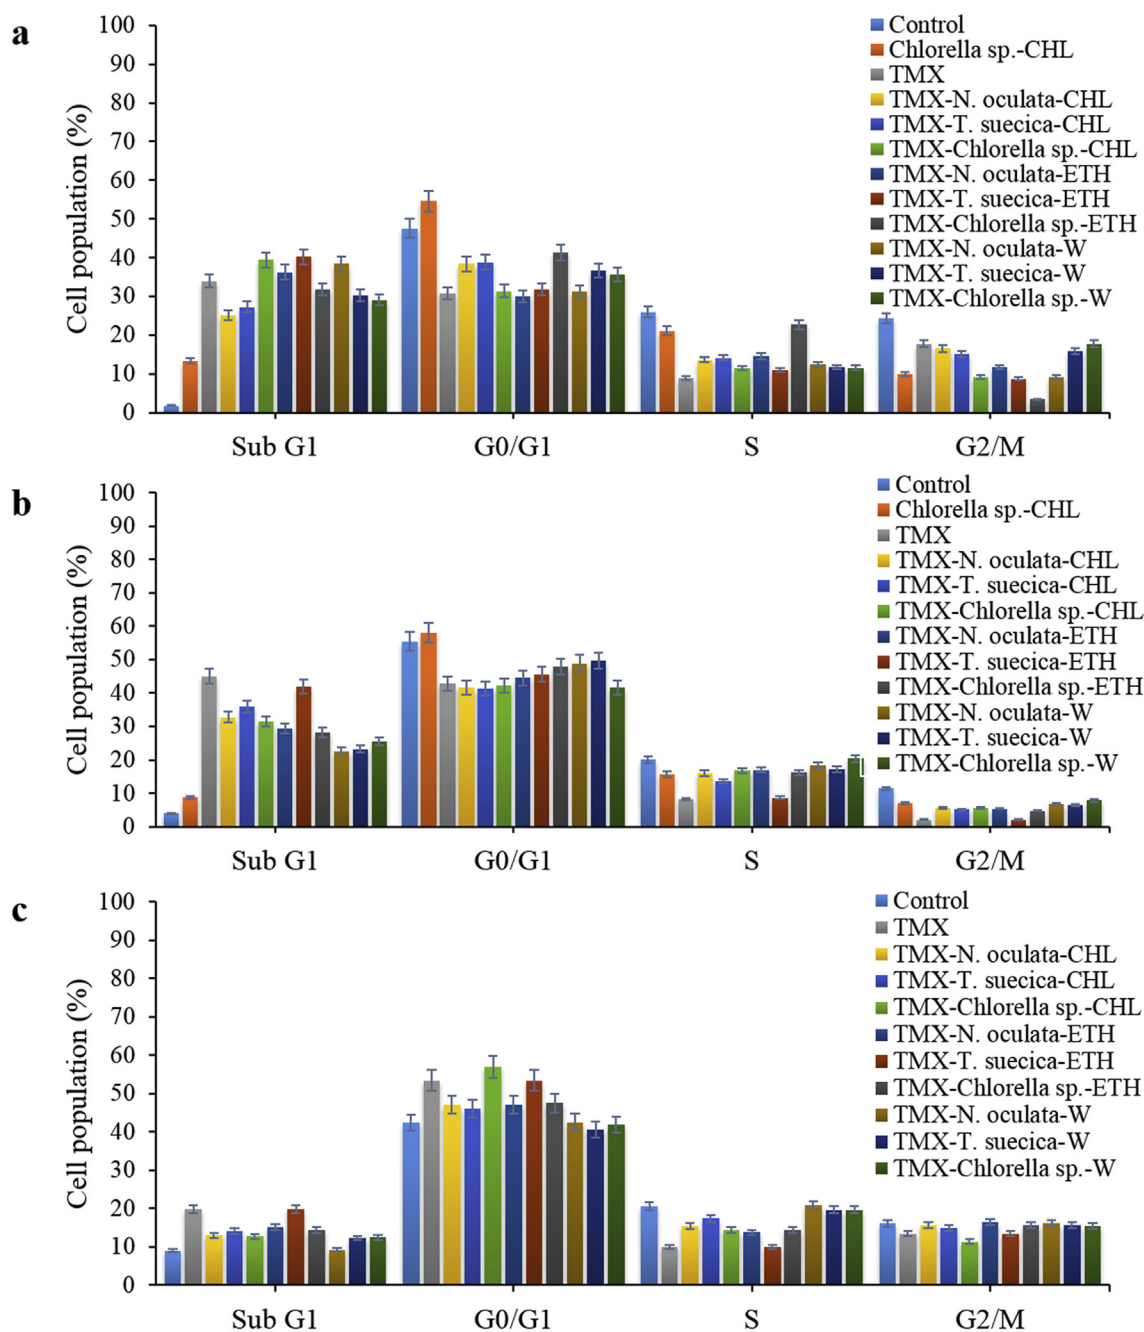 a
Cell population (%)
100
90
80
70
60
50
40
30
20
10
0
Sub G1
G0/G1
S
G2/M
Control
Chlorella sp.-CHL
TMX
TMX-N. oculata-CHL
TMX-T. suecica-CHL
TMX-Chlorella sp.-CHL
TMX-N. oculata-ETH
TMX-T. suecica-ETH
TMX-Chlorella sp.-ETH
TMX-N. oculata-W
TMX-T. suecica-W
TMX-Chlorella sp.-W
b
Cell population (%)
100
90
80
70
60
50
40
30
20
10
0
Sub G1
G0/G1
S
G2/M
Control
Chlorella sp.-CHL
TMX
TMX-N. oculata-CHL
TMX-T. suecica-CHL
TMX-Chlorella sp.-CHL
TMX-N. oculata-ETH
TMX-T. suecica-ETH
TMX-Chlorella sp.-ETH
TMX-N. oculata-W
TMX-T. suecica-W
TMX-Chlorella sp.-W
c
Cell population (%)
100
90
80
70
60
50
40
30
20
10
0
Sub G1
G0/G1
S
G2/M
Control
TMX
TMX-N. oculata-CHL
TMX-T. suecica-CHL
TMX-Chlorella sp.-CHL
TMX-N. oculata-ETH
TMX-T. suecica-ETH
TMX-Chlorella sp.-ETH
TMX-N. oculata-W
TMX-T. suecica-W
TMX-Chlorella sp.-W